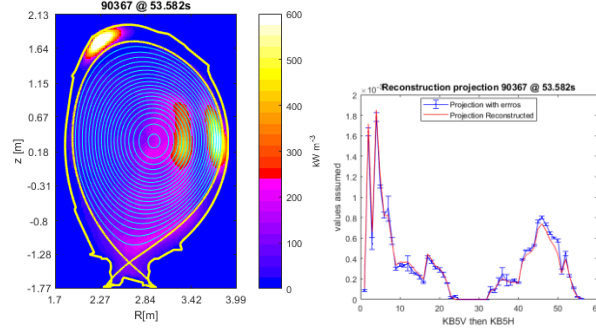 90367 @ 53.582s
2.13
1.64
1.15
0.67
0.18
-0.31
-0.8
-1.28
-1.77
z [m]
1.7 2.27 2.84 3.42 3.99
R[m]
600
500
400
300
200
100
0
kW m-3
Reconstruction projection 90367 @ 53.582s
Projection with errros
Projection Reconstructed
2
1.8
1.6
1.4
1.2
1
0.8
0.6
0.4
0.2
0
values assumed
0 10 20 30 40 50
KB5V then KB5H